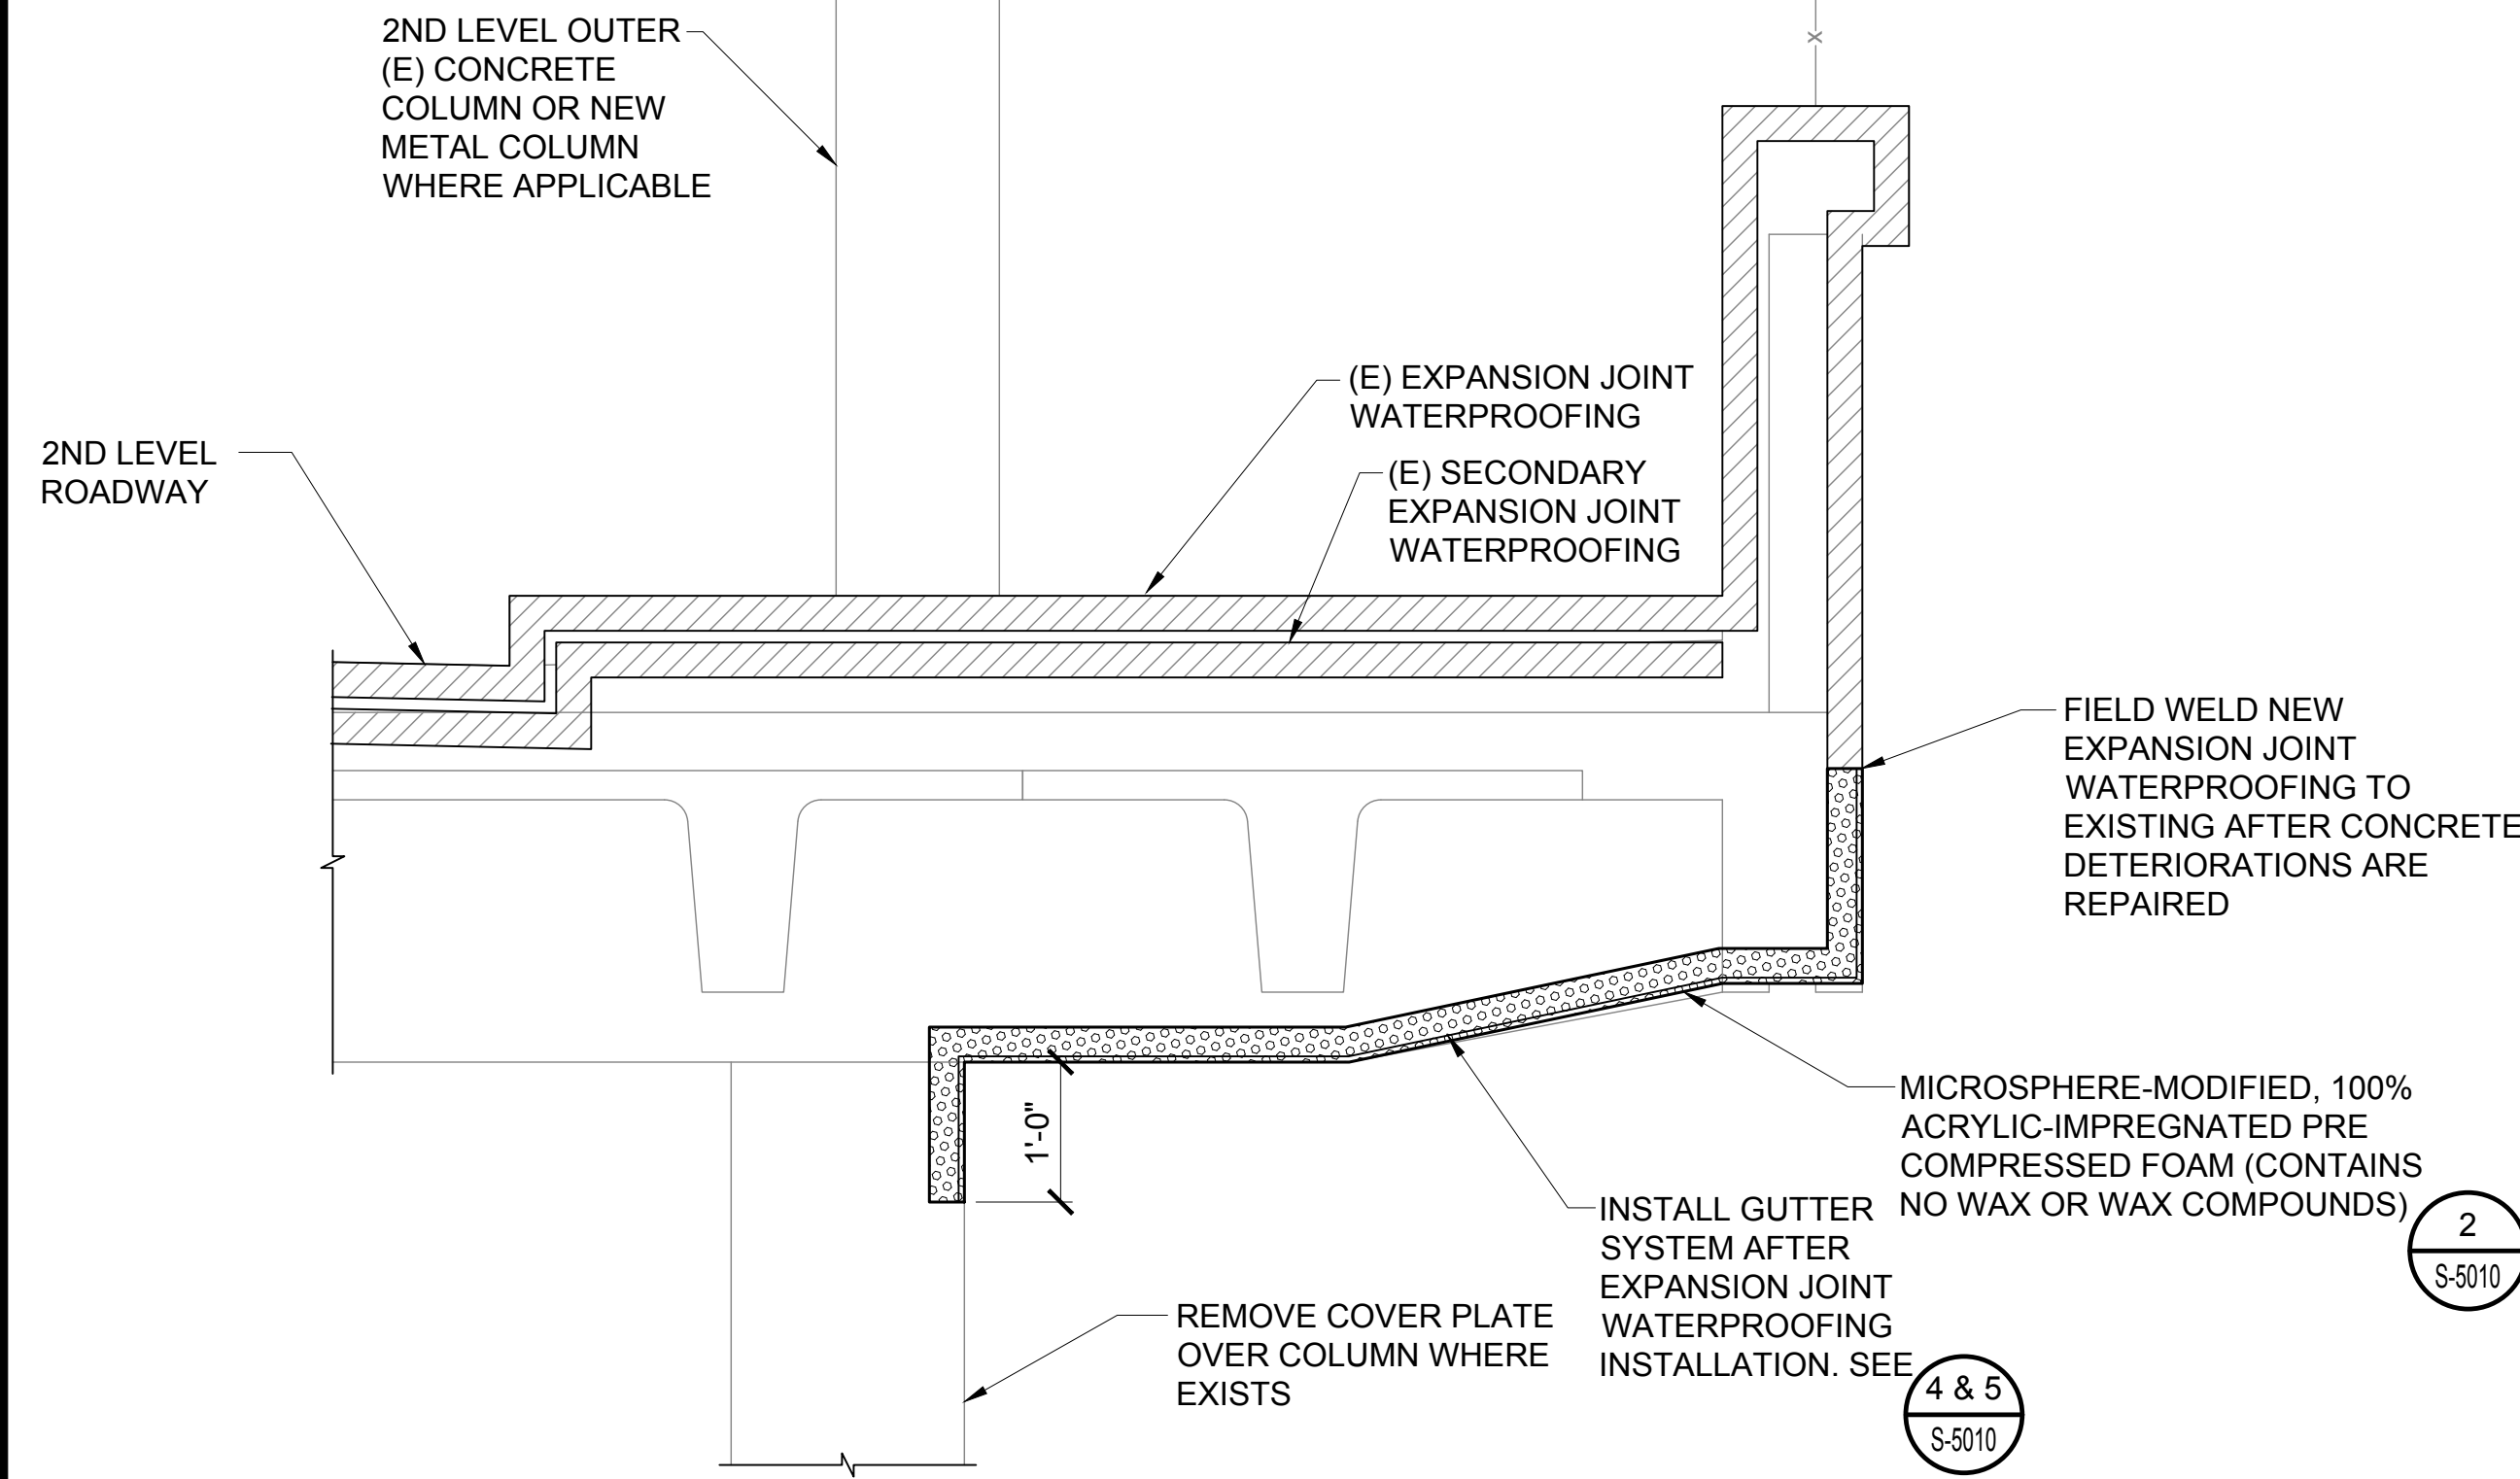 2ND LEVEL OUTER
(E) CONCRETE
COLUMN OR NEW
METAL COLUMN
WHERE APPLICABLE
X
(E) EXPANSION JOINT
WATERPROOFING
2ND LEVEL
ROADWAY
(E) SECONDARY
EXPANSION JOINT
WATERPROOFING
FIELD WELD NEW
EXPANSION JOINT
WATERPROOFING TO
EXISTING AFTER CONCRETE
DETERIORATIONS ARE
REPAIRED
MICROSPHERE-MODIFIED, 100%
ACRYLIC-IMPREGNATED PRE
COMPRESSED FOAM (CONTAINS
NO WAX OR WAX COMPOUNDS)
2
S-5010
1'-0"
INSTALL GUTTER
SYSTEM AFTER
EXPANSION JOINT
WATERPROOFING
INSTALLATION. SEE
4 & 5
S-5010
REMOVE COVER PLATE
OVER COLUMN WHERE
EXISTS